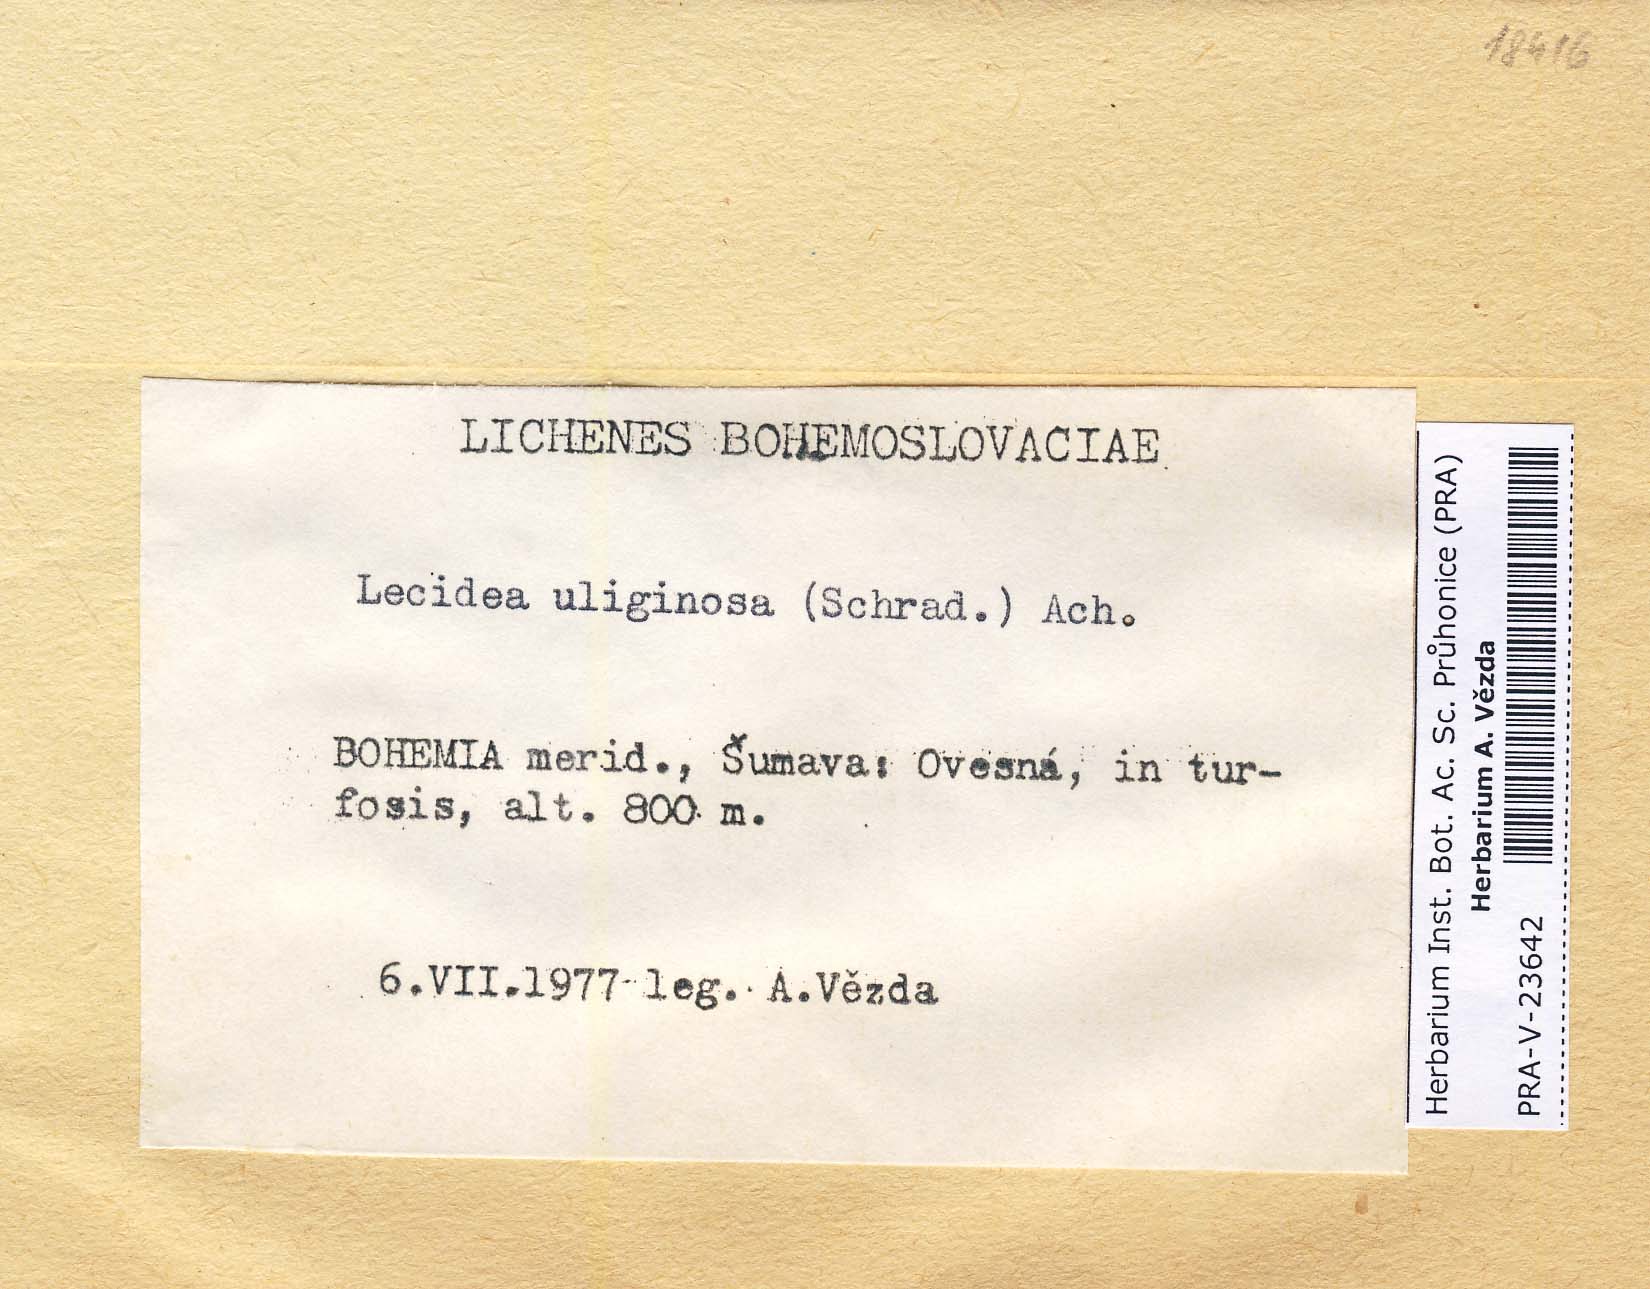 18416
LICHENES BOHEMOSLOVACIAE
Lecidea uliginosa (Schrad.) Ach.
BOHEMIA merid., Šumava: Ovesná, in tur-
fosis, alt. 800 m.
6.VII.1977 leg. A.Vězda
Herbarium Inst. Bot. Ac. Sc. Průhonice (PRA)
Herbarium A. Vězda
PRA-V-23642